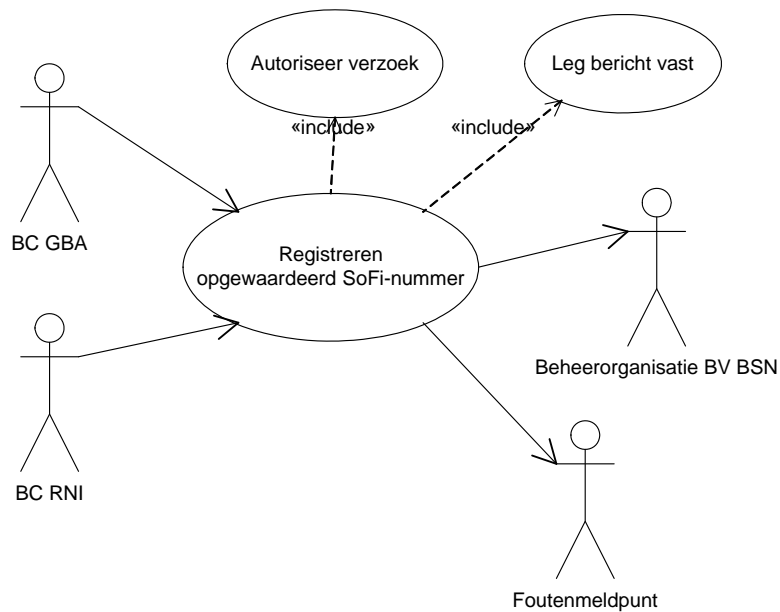 Autoriseer verzoek
Leg bericht vast
«include»
«include»
BC GBA
Registreren
opgewaardeerd SoFi-nummer
Beheerorganisatie BV BSN
BC RNI
Foutenmeldpunt